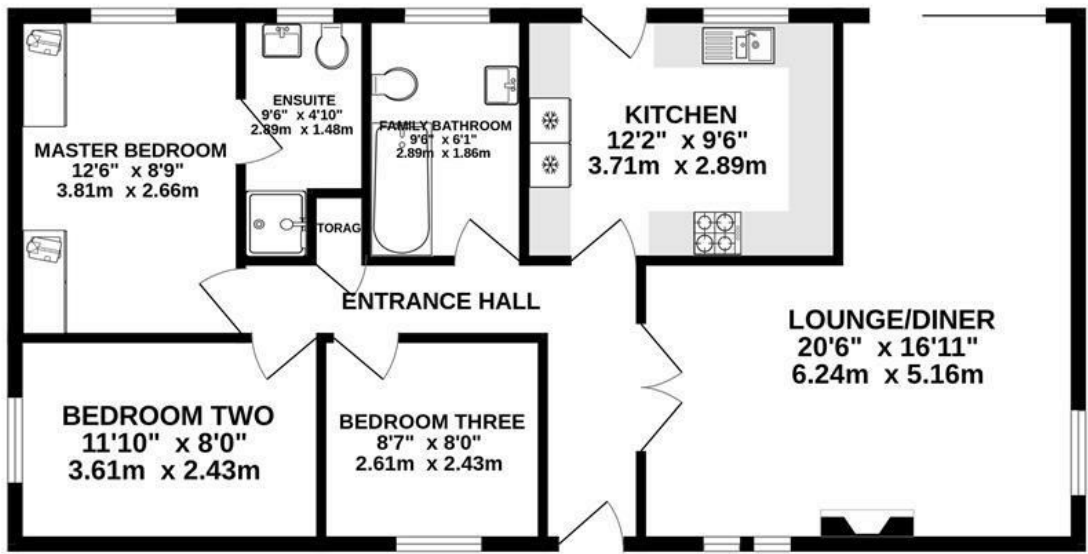 ENSUITE
9'6" x 4'10"
2.89m x 1.48m
FAMILY BATHROOM
9'6" x 6'1"
2.89m x 1.86m
KITCHEN
12'2" x 9'6"
3.71m x 2.89m
MASTER BEDROOM
12'6" x 8'9"
3.81m x 2.66m
TORAG
ENTRANCE HALL
LOUNGE/DINER
20'6" x 16'11"
6.24m x 5.16m
BEDROOM TWO
11'10" x 8'0"
3.61m x 2.43m
BEDROOM THREE
8'7" x 8'0"
2.61m x 2.43m